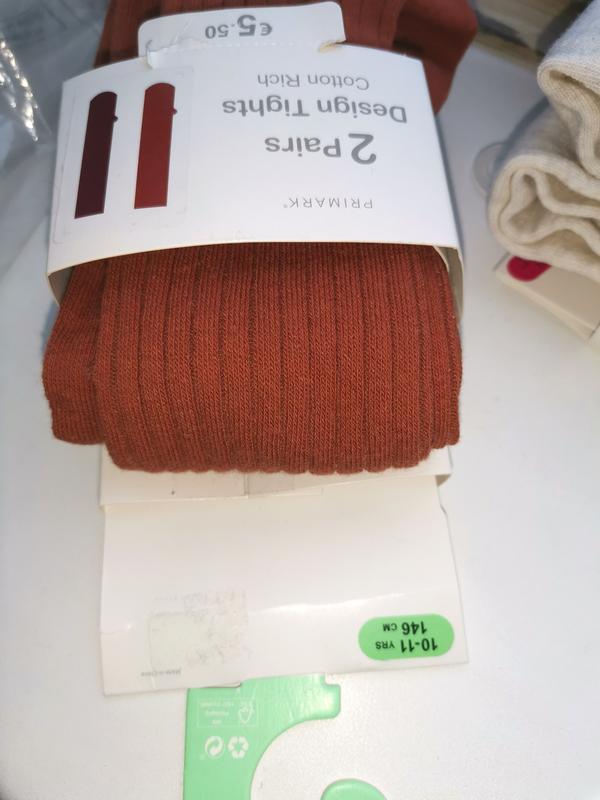 10-11 YRS
146 CM
PRIMARK®
2 Pairs
Design Tights
Cotton Rich
€5.50